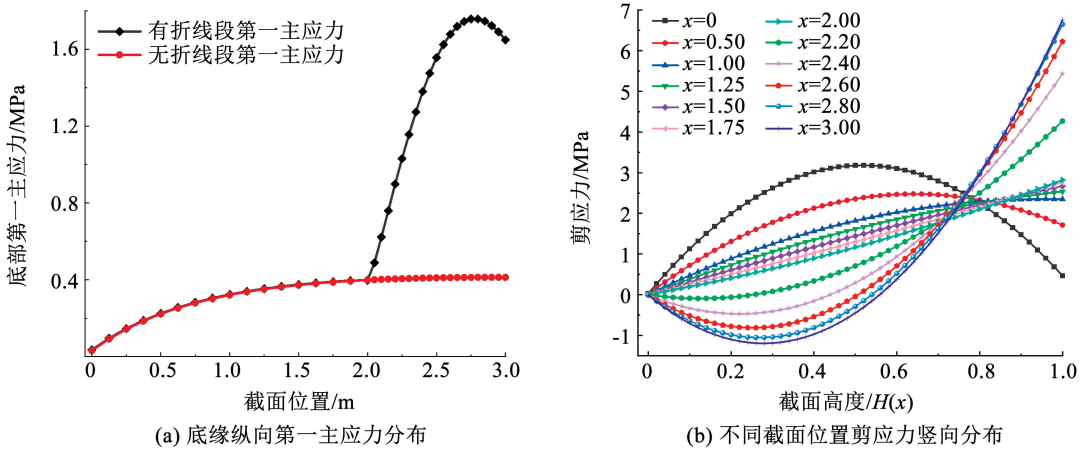 有折线段第一主应力
无折线段第一主应力
底部第一主应力/MPa
1.6
1.2
0.8
0.4
0 0.5 1.0 1.5 2.0 2.5 3.0
截面位置/m
(a) 底缘纵向第一主应力分布
剪应力/MPa
7
6
5
4
3
2
1
0
-1
x=0 x=2.00
x=0.50 x=2.20
x=1.00 x=2.40
x=1.25 x=2.60
x=1.50 x=2.80
x=1.75 x=3.00
0 0.2 0.4 0.6 0.8 1.0
截面高度/H(x)
(b) 不同截面位置剪应力竖向分布